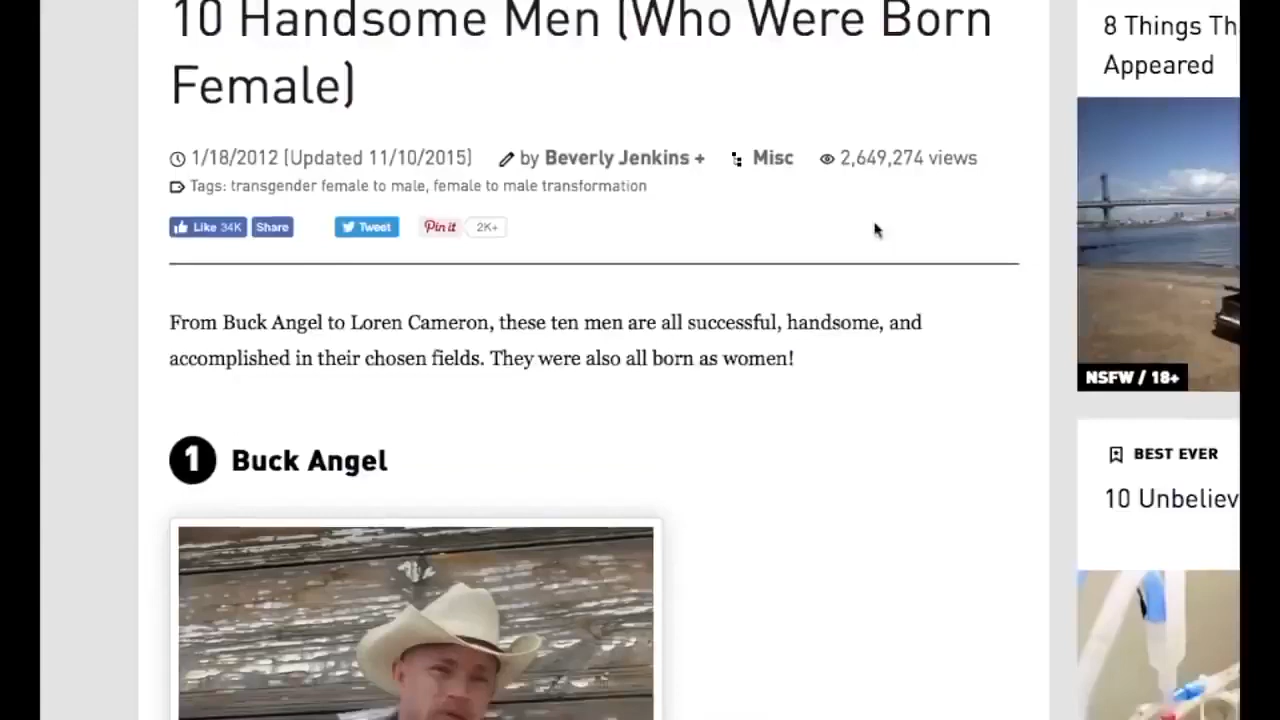 10 Handsome Men (Who Were Born
Female)
1/18/2012 (Updated 11/10/2015) by Beverly Jenkins + Misc 2,649,274 views
Tags: transgender female to male, female to male transformation
Like 34K Share Tweet Pin it 2K+
From Buck Angel to Loren Cameron, these ten men are all successful, handsome, and
accomplished in their chosen fields. They were also all born as women!
1 Buck Angel
8 Things Th
Appeared
NSFW / 18+
BEST EVER
10 Unbeliev